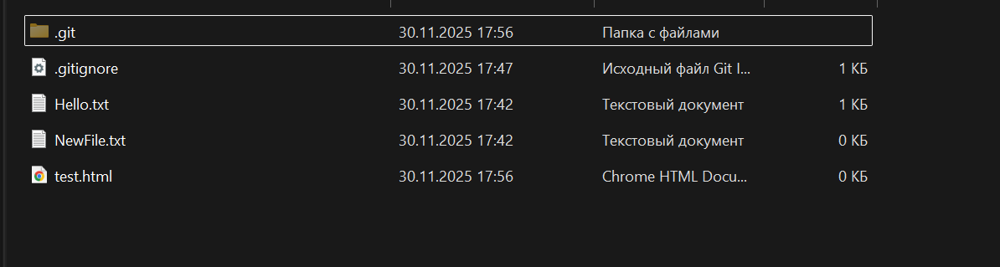 .git 30.11.2025 17:56 Папка с файлами
.gitignore 30.11.2025 17:47 Исходный файл Git I... 1 КБ
Hello.txt 30.11.2025 17:42 Текстовый документ 1 КБ
NewFile.txt 30.11.2025 17:42 Текстовый документ 0 КБ
test.html 30.11.2025 17:56 Chrome HTML Docu... 0 КБ